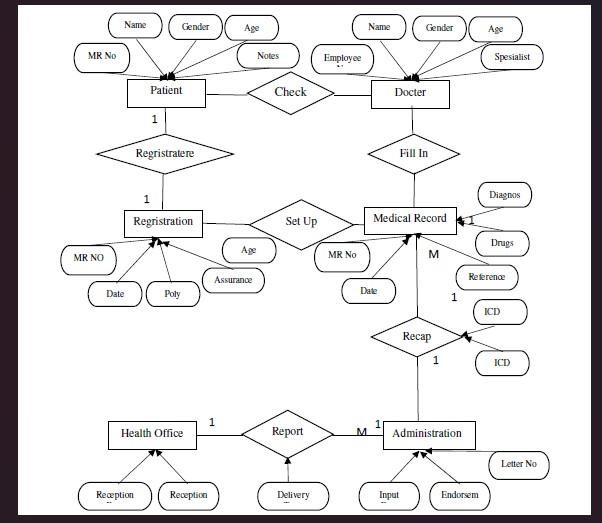 Name
Gender
Age
Name
Gender
Age
MR No
Notes
Employee
Spesialist
Patient
Check
Docter
1
Regristratere
Fill In
1
Diagnos
Regristration
Set Up
Medical Record
1
Drugs
MR NO
Age
MR No
M
Reference
Date
Poly
Assurance
Date
1
ICD
Recap
1
ICD
Health Office
1
Report
M
1
Administration
Letter No
Reception
Reception
Delivery
Input
Endorsem